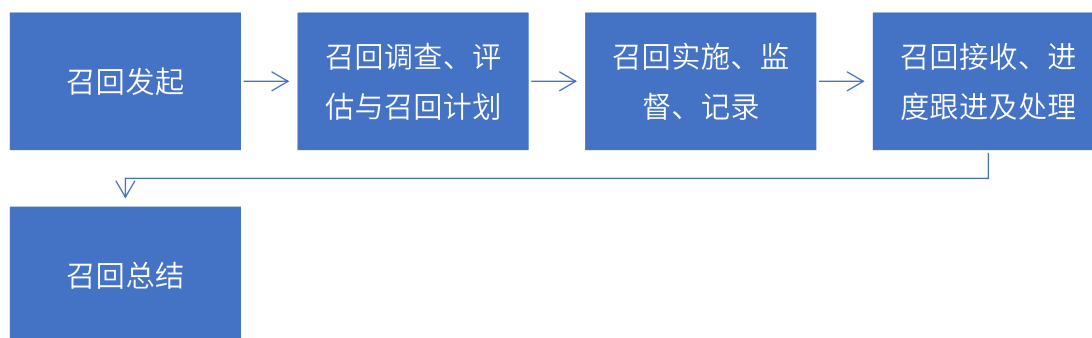 召回发起
召回调查、评
估与召回计划
召回实施、监
督、记录
召回接收、进
度跟进及处理
召回总结